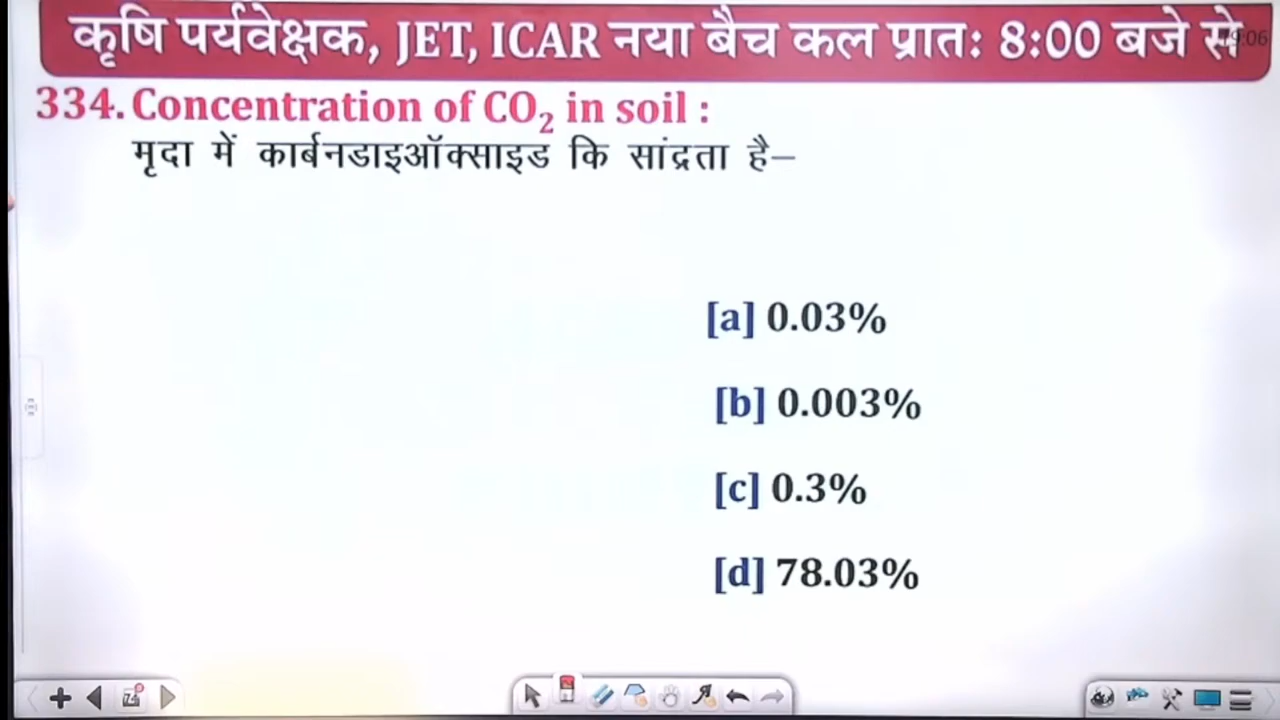 कृषि पर्यवेक्षक, JET, ICAR नया बैच कल प्रातः 8:00 बजे से
334. Concentration of CO₂ in soil :
मृदा में कार्बनडाइऑक्साइड कि सांद्रता है–
[a] 0.03%
[b] 0.003%
[c] 0.3%
[d] 78.03%